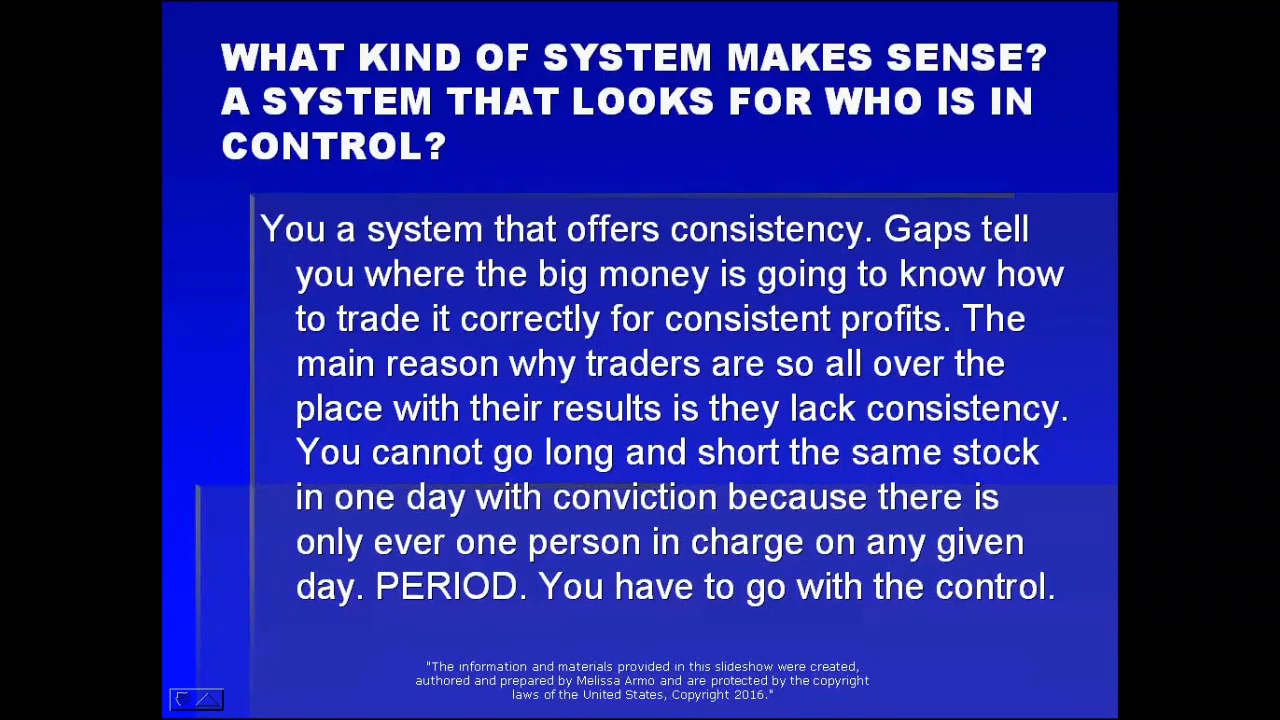 WHAT KIND OF SYSTEM MAKES SENSE?
A SYSTEM THAT LOOKS FOR WHO IS IN
CONTROL?
You a system that offers consistency. Gaps tell
you where the big money is going to know how
to trade it correctly for consistent profits. The
main reason why traders are so all over the
place with their results is they lack consistency.
You cannot go long and short the same stock
in one day with conviction because there is
only ever one person in charge on any given
day. PERIOD. You have to go with the control.
"The information and materials provided in this slideshow were created,
authored and prepared by Melissa Armo and are protected by the copyright
laws of the United States, Copyright 2016."